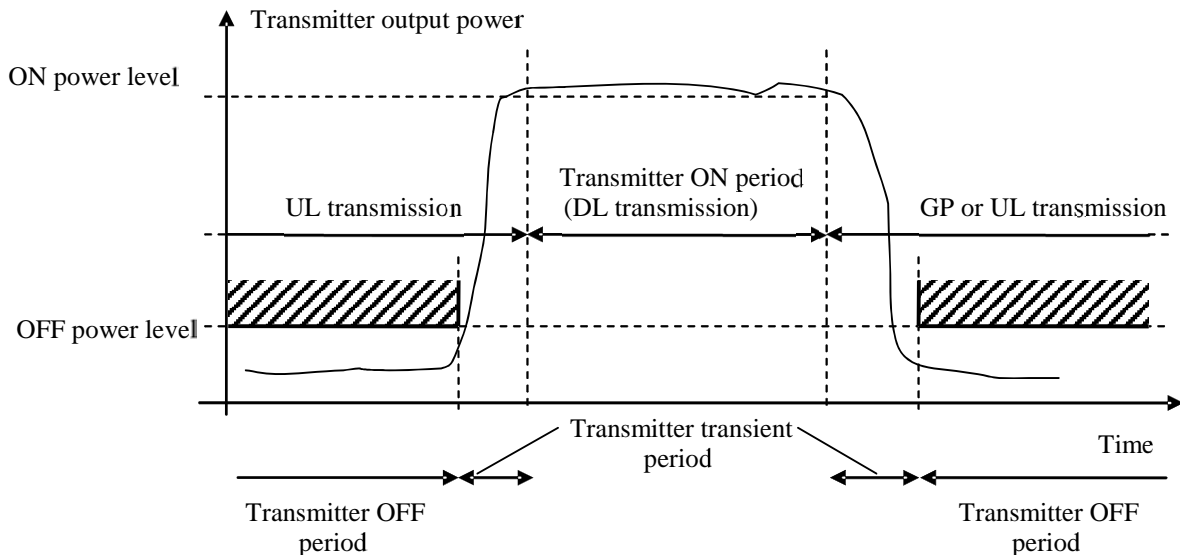 Transmitter output power
ON power level
Transmitter ON period
(DL transmission)
UL transmission
GP or UL transmission
OFF power level
Transmitter transient
period
Time
Transmitter OFF
period
Transmitter OFF
period